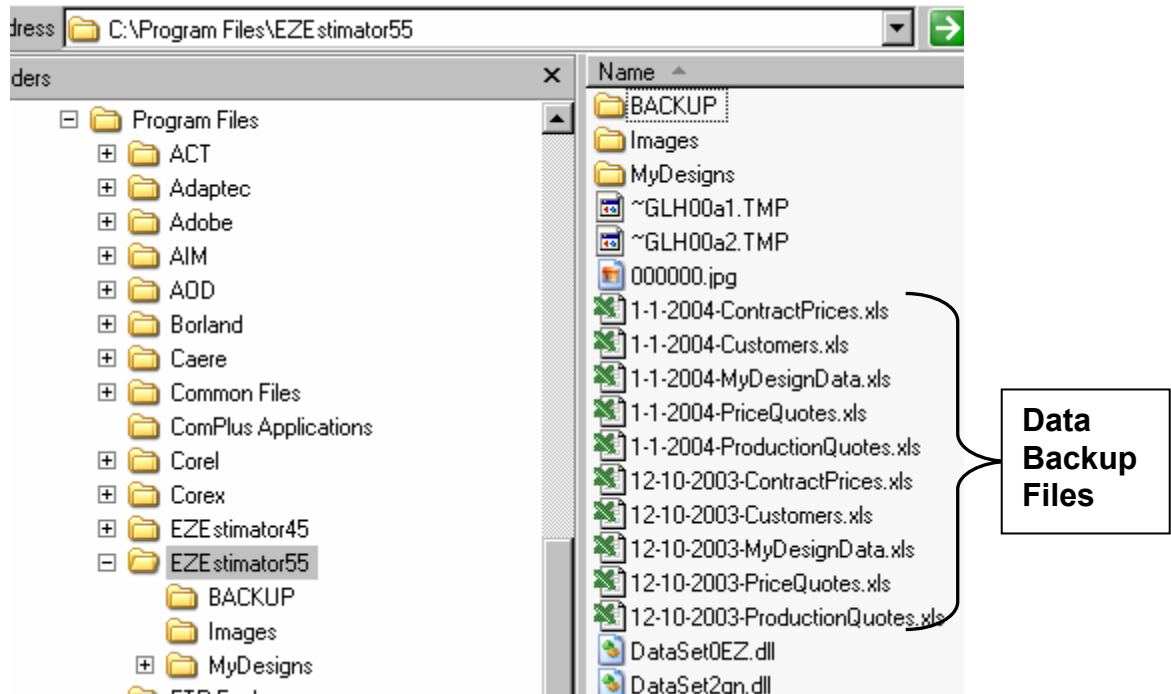 dress C:\Program Files\EZEstimator55
ders
Program Files
ACT
Adaptec
Adobe
AIM
AOD
Borland
Caere
Common Files
ComPlus Applications
Corel
Corex
EZEstimator45
EZEstimator55
BACKUP
Images
MyDesigns
Name
BACKUP
Images
MyDesigns
~GLH00a1.TMP
~GLH00a2.TMP
000000.jpg
1-1-2004-ContractPrices.xls
1-1-2004-Customers.xls
1-1-2004-MyDesignData.xls
1-1-2004-PriceQuotes.xls
1-1-2004-ProductionQuotes.xls
12-10-2003-ContractPrices.xls
12-10-2003-Customers.xls
12-10-2003-MyDesignData.xls
12-10-2003-PriceQuotes.xls
12-10-2003-ProductionQuotes.xls
DataSet0EZ.dll
DataSet2gn.dll
Data
Backup
Files